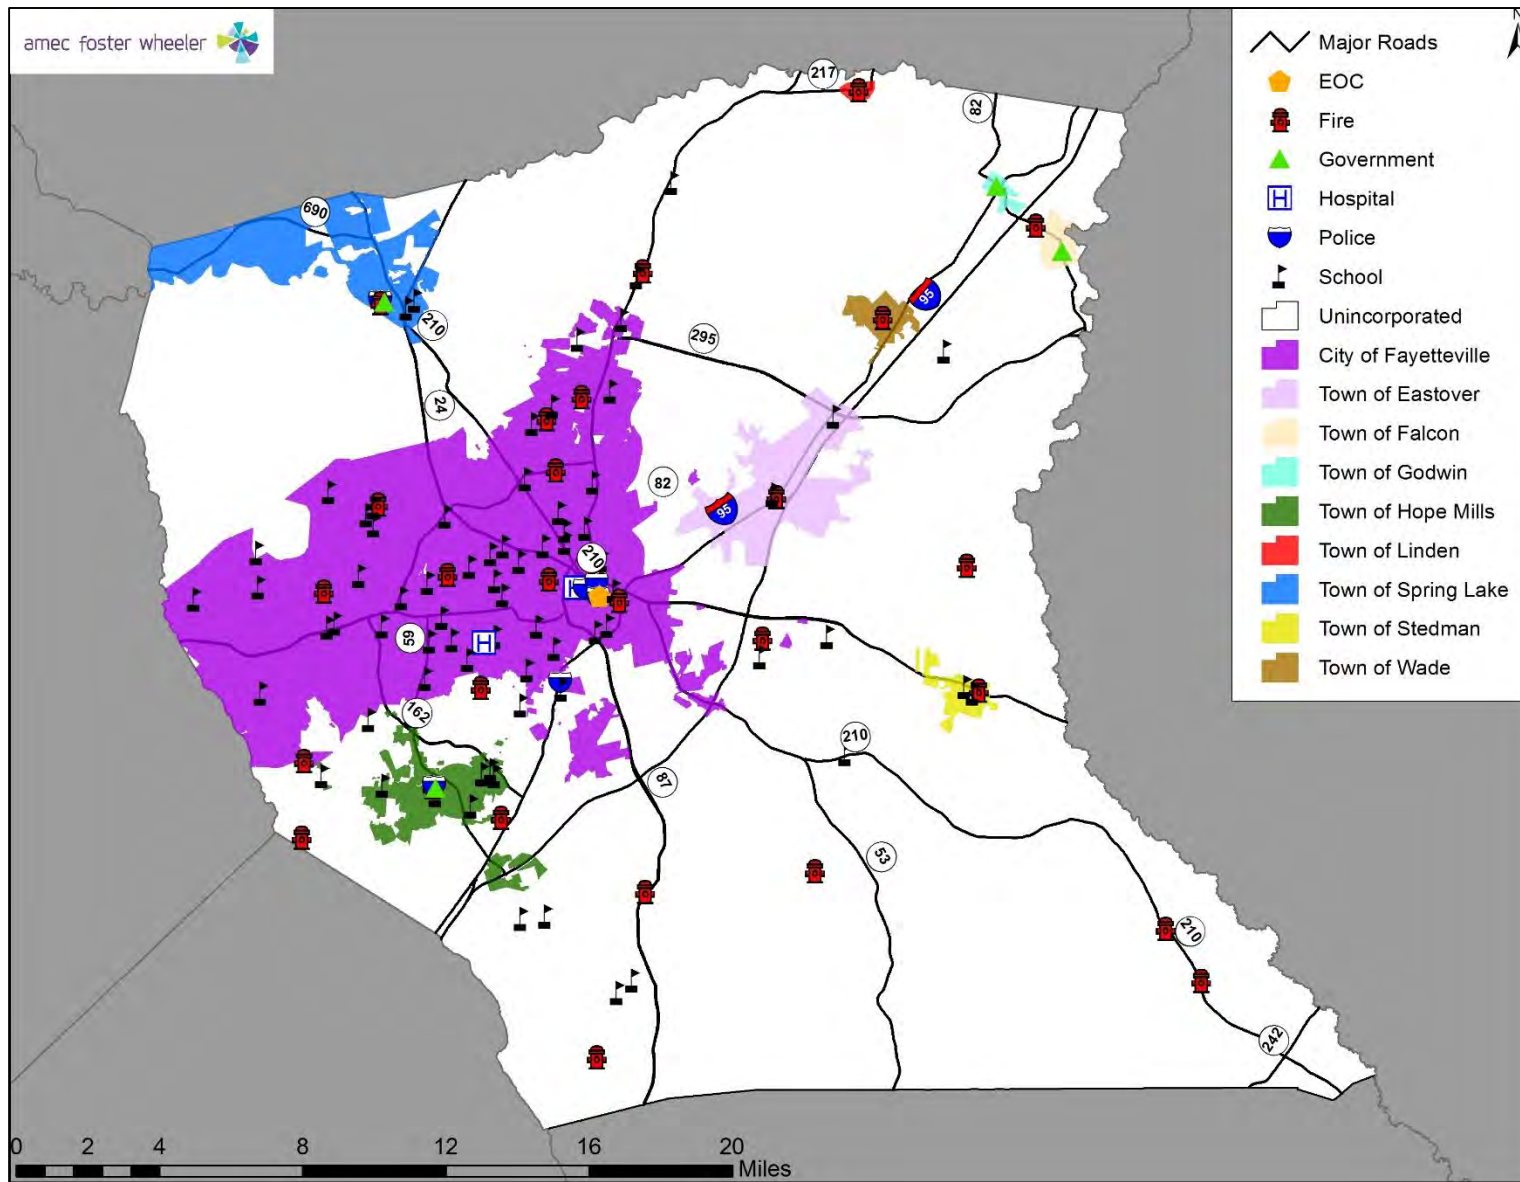 amec foster wheeler
N
Major Roads
EOC
Fire
Government
Hospital
Police
School
Unincorporated
City of Fayetteville
Town of Eastover
Town of Falcon
Town of Godwin
Town of Hope Mills
Town of Linden
Town of Spring Lake
Town of Stedman
Town of Wade
217
82
690
95
210
295
24
82
95
210
H
59
H
162
210
87
53
210
242
0 2 4 8 12 16 20
Miles